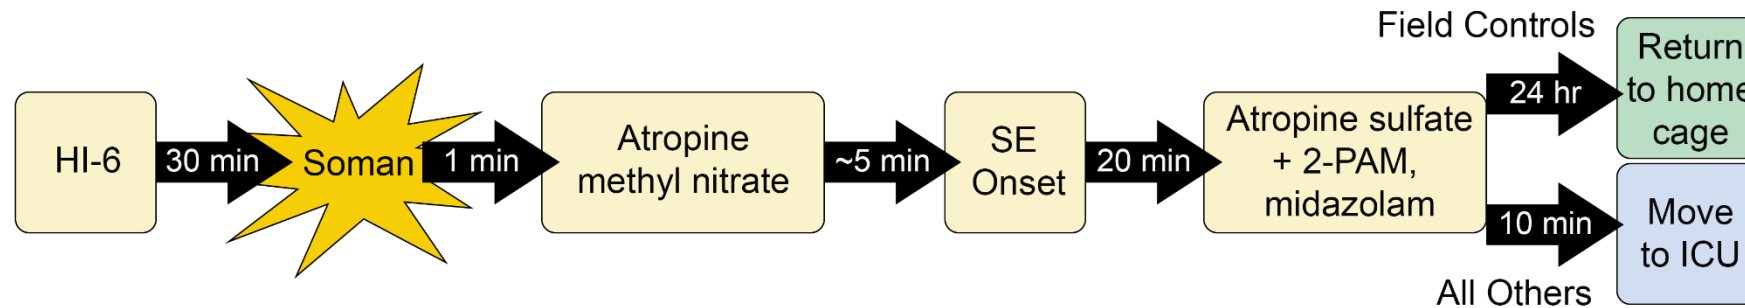 HI-6
30 min
Soman
1 min
Atropine
methyl nitrate
~5 min
SE
Onset
20 min
Atropine sulfate
+ 2-PAM,
midazolam
Field Controls
24 hr
Return
to home
cage
10 min
All Others
Move
to ICU